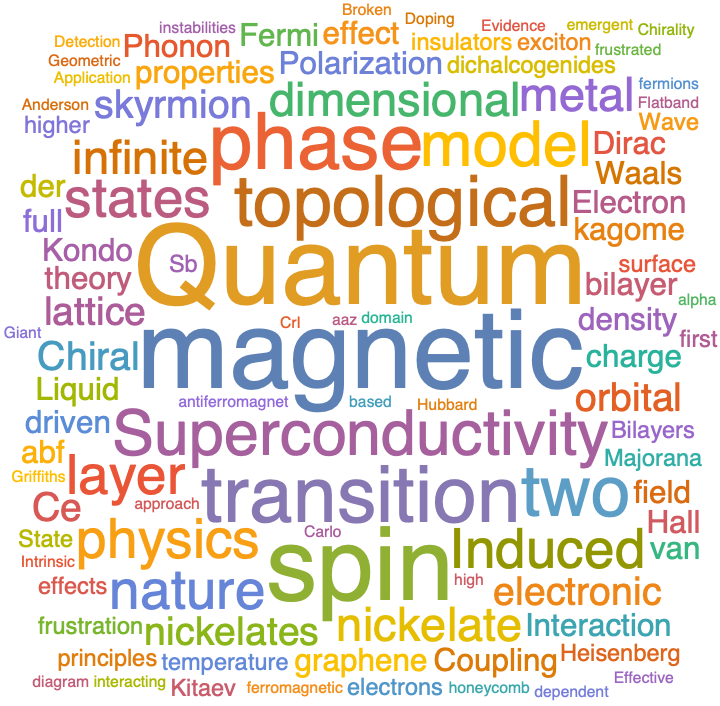 Broken
instabilities Fermi effect Doping Evidence emergent Chirality
Detection Phonon insulators exciton frustrated
Geometric properties Polarization dichalcogenides
Application
Anderson skyrmion dimensional metal fermions
Flatband
higher phase model Dirac Wave
infinite Waals
der states topological Electron
full kagome
Kondo Sb Quantum surface
theory bilayer
lattice CrI aaz domain density alpha
Giant magnetic first
Chiral charge
Liquid antiferromagnet based Hubbard orbital
driven Superconductivity Bilayers
abf Majorana
Griffiths layer transition two field
Ce approach Hall
State physics Carlo Induced van
Intrinsic spin
effects nature high electronic
frustration nickelates nickelate Interaction
principles temperature graphene Coupling Heisenberg
diagram interacting Kitaev ferromagnetic electrons honeycomb dependent Effective